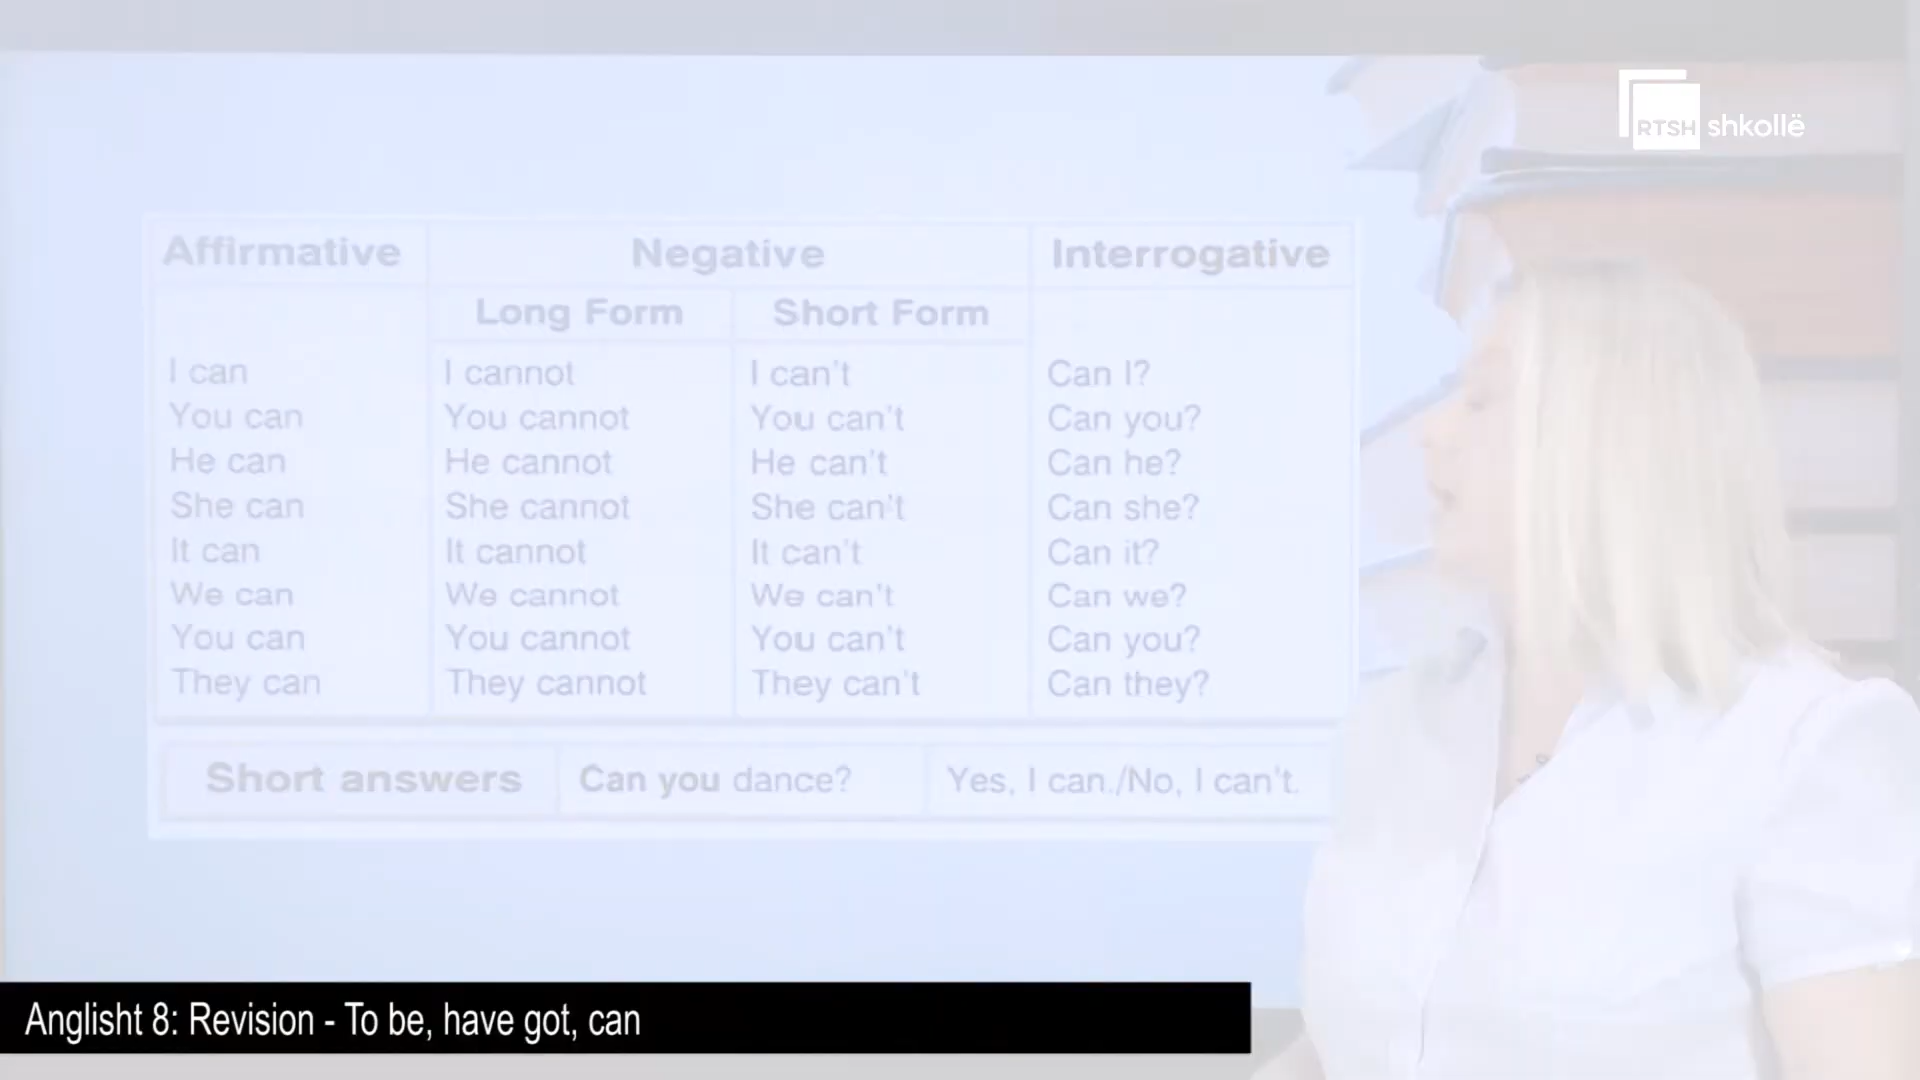 RTSH shkollë
Affirmative Negative Interrogative
Long Form Short Form
I can I cannot I can't Can I?
You can You cannot You can't Can you?
He can He cannot He can't Can he?
She can She cannot She can't Can she?
It can It cannot It can't Can it?
We can We cannot We can't Can we?
You can You cannot You can't Can you?
They can They cannot They can't Can they?
Short answers Can you dance? Yes, I can./No, I can't.
Anglisht 8: Revision - To be, have got, can